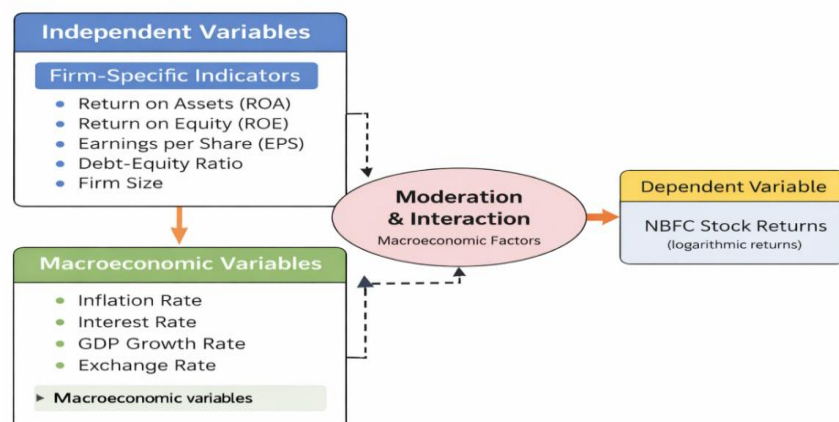 Independent Variables
Firm-Specific Indicators
• Return on Assets (ROA)
• Return on Equity (ROE)
• Earnings per Share (EPS)
• Debt-Equity Ratio
• Firm Size
Moderation
& Interaction
Macroeconomic Factors
Dependent Variable
NBFC Stock Returns
(logarithmic returns)
Macroeconomic Variables
• Inflation Rate
• Interest Rate
• GDP Growth Rate
• Exchange Rate
► Macroeconomic variables